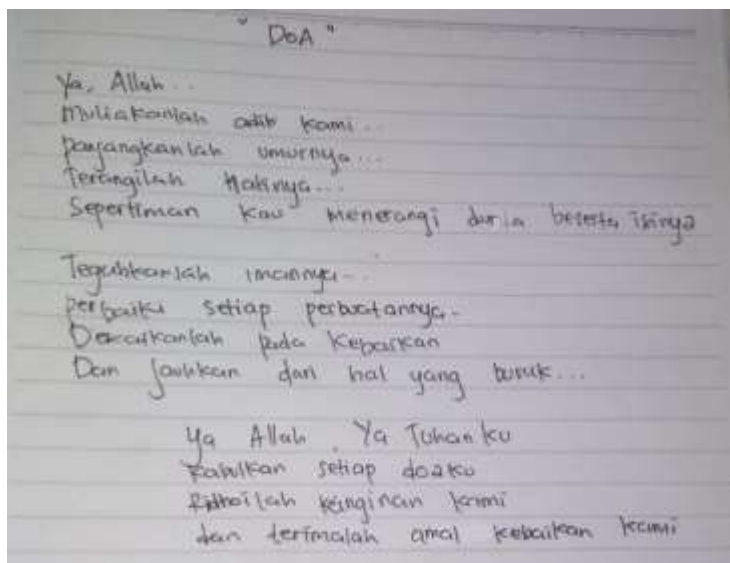 " DOA "
Ya, Allah..
Muliakanlah adik kami...
panjangkanlah umurnya...
Terangilah Hatinya...
Sepertiman kau menerangi dunia beserta isinya
Teguhkanlah imannya...
perbaiki setiap perbuatannya.
Dekatkanlah pada Kebaikan
Dan jauhkan dari hal yang buruk...
Ya Allah, Ya Tuhanku
Kabulkan setiap doaku
Ridhoilah keinginan kami
dan terimalah amal kebaikan kami